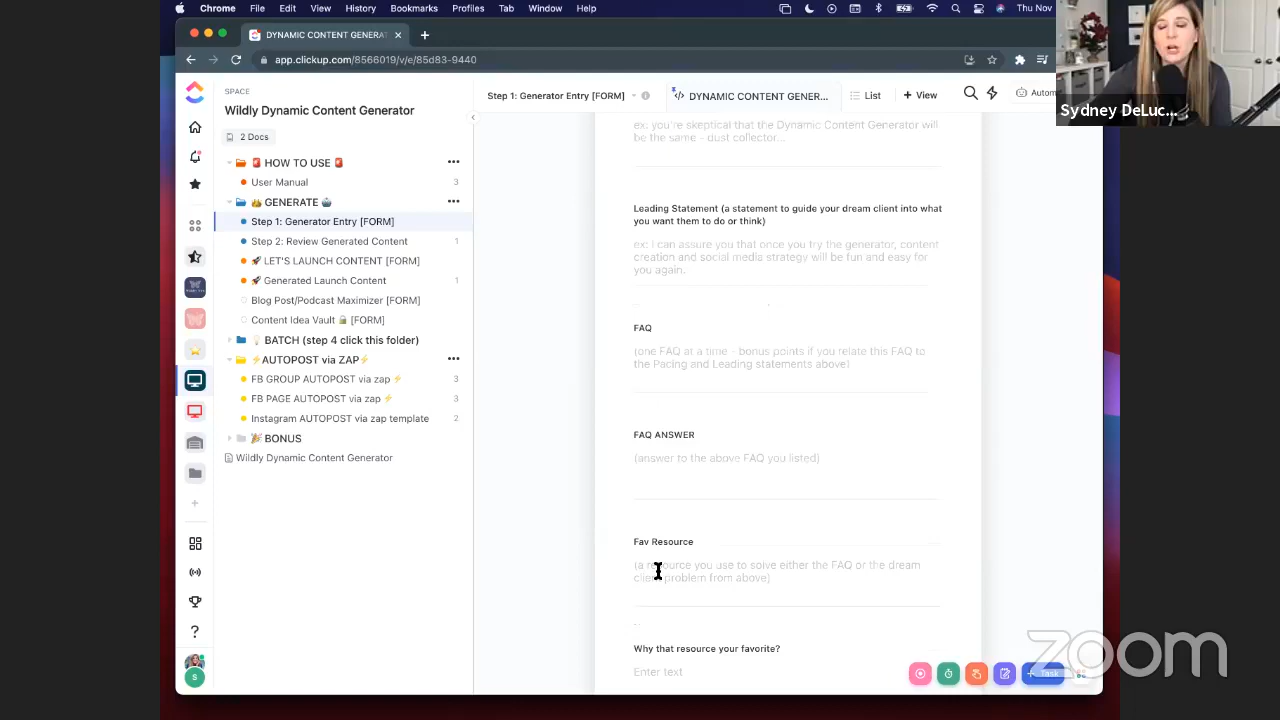 Chrome File Edit View History Bookmarks Profiles Tab Window Help Thu Nov
DYNAMIC CONTENT GENERAT
app.clickup.com/8566019/v/e/85d83-9440
Sydney DeLuc...
SPACE
Wildly Dynamic Content Generator
2 Docs
HOW TO USE
User Manual 3
GENERATE
Step 1: Generator Entry [FORM]
Step 2: Review Generated Content 1
LET'S LAUNCH CONTENT [FORM]
Generated Launch Content 1
Blog Post/Podcast Maximizer [FORM]
Content Idea Vault [FORM]
BATCH (step 4 click this folder)
AUTOPOST via ZAP
FB GROUP AUTOPOST via zap 3
FB PAGE AUTOPOST via zap 3
Instagram AUTOPOST via zap template 2
BONUS
Wildly Dynamic Content Generator
S
Step 1: Generator Entry [FORM] DYNAMIC CONTENT GENER... List + View Autom
ex: you're skeptical that the Dynamic Content Generator will
be the same - dust collector...
Leading Statement (a statement to guide your dream client into what
you want them to do or think)
ex: I can assure you that once you try the generator, content
creation and social media strategy will be fun and easy for
you again.
FAQ
(one FAQ at a time - bonus points if you relate this FAQ to
the Pacing and Leading statements above)
FAQ ANSWER
(answer to the above FAQ you listed)
Fav Resource
(a resource you use to solve either the FAQ or the dream
client problem from above)
Why that resource your favorite?
Enter text
+ Task
zoom